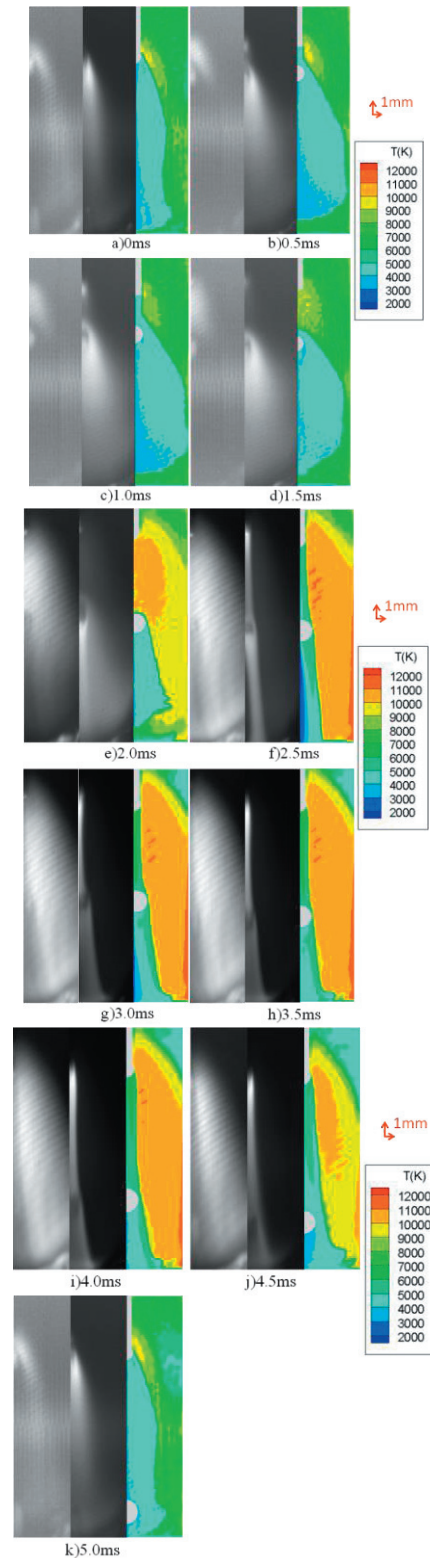 1mm
T(K)
12000
11000
10000
9000
8000
7000
6000
5000
4000
3000
2000
a)0ms
b)0.5ms
c)1.0ms
d)1.5ms
1mm
T(K)
12000
11000
10000
9000
8000
7000
6000
5000
4000
3000
2000
e)2.0ms
f)2.5ms
g)3.0ms
h)3.5ms
1mm
T(K)
12000
11000
10000
9000
8000
7000
6000
5000
4000
3000
2000
i)4.0ms
j)4.5ms
k)5.0ms